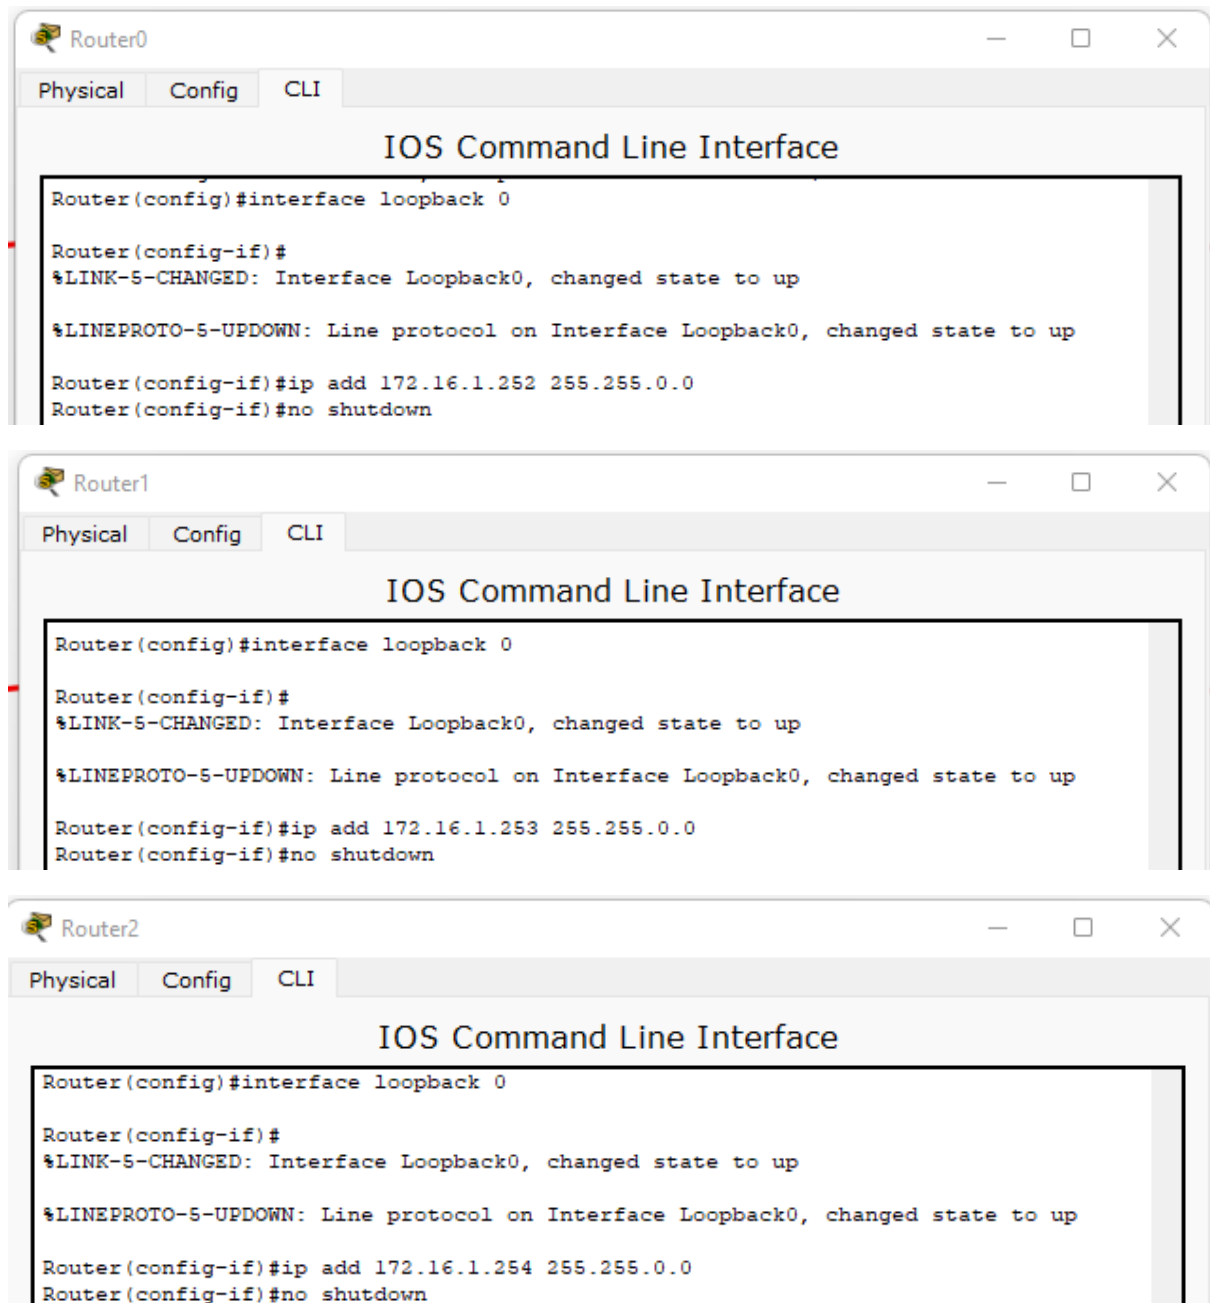 Router0
Physical Config CLI
IOS Command Line Interface
Router(config)#interface loopback 0
Router(config-if)#
%LINK-5-CHANGED: Interface Loopback0, changed state to up
%LINEPROTO-5-UPDOWN: Line protocol on Interface Loopback0, changed state to up
Router(config-if)#ip add 172.16.1.252 255.255.0.0
Router(config-if)#no shutdown
Router1
Physical Config CLI
IOS Command Line Interface
Router(config)#interface loopback 0
Router(config-if)#
%LINK-5-CHANGED: Interface Loopback0, changed state to up
%LINEPROTO-5-UPDOWN: Line protocol on Interface Loopback0, changed state to up
Router(config-if)#ip add 172.16.1.253 255.255.0.0
Router(config-if)#no shutdown
Router2
Physical Config CLI
IOS Command Line Interface
Router(config)#interface loopback 0
Router(config-if)#
%LINK-5-CHANGED: Interface Loopback0, changed state to up
%LINEPROTO-5-UPDOWN: Line protocol on Interface Loopback0, changed state to up
Router(config-if)#ip add 172.16.1.254 255.255.0.0
Router(config-if)#no shutdown